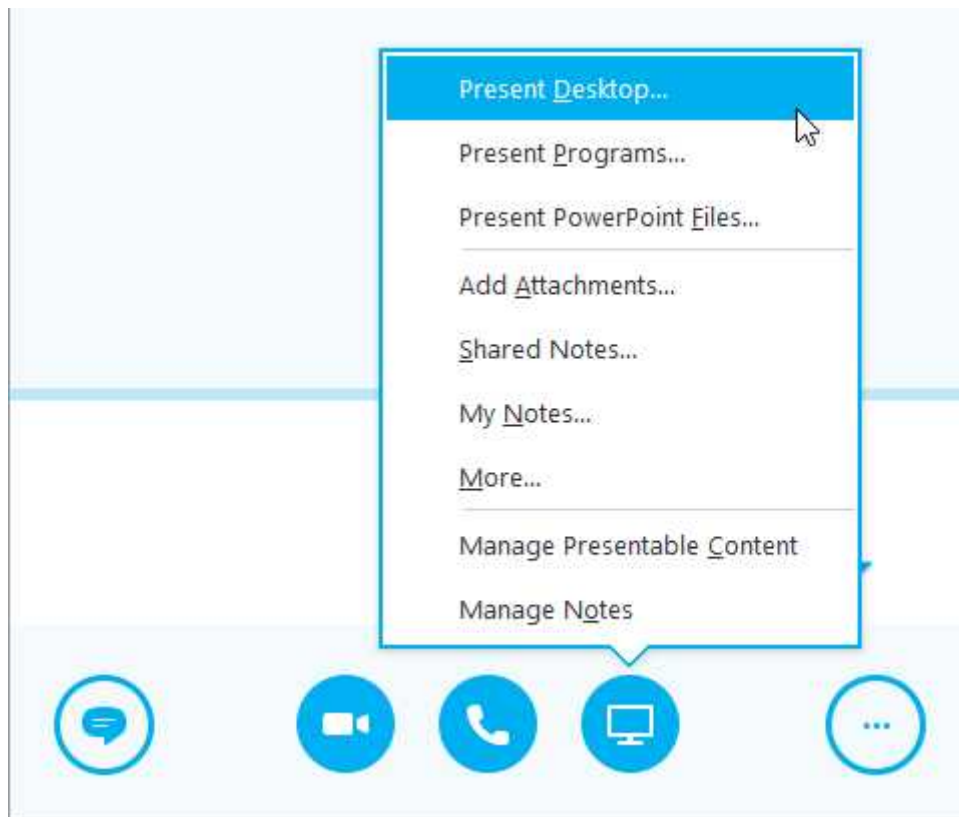 Present Desktop...
Present Programs...
Present PowerPoint Files...
Add Attachments...
Shared Notes...
My Notes...
More...
Manage Presentable Content
Manage Notes